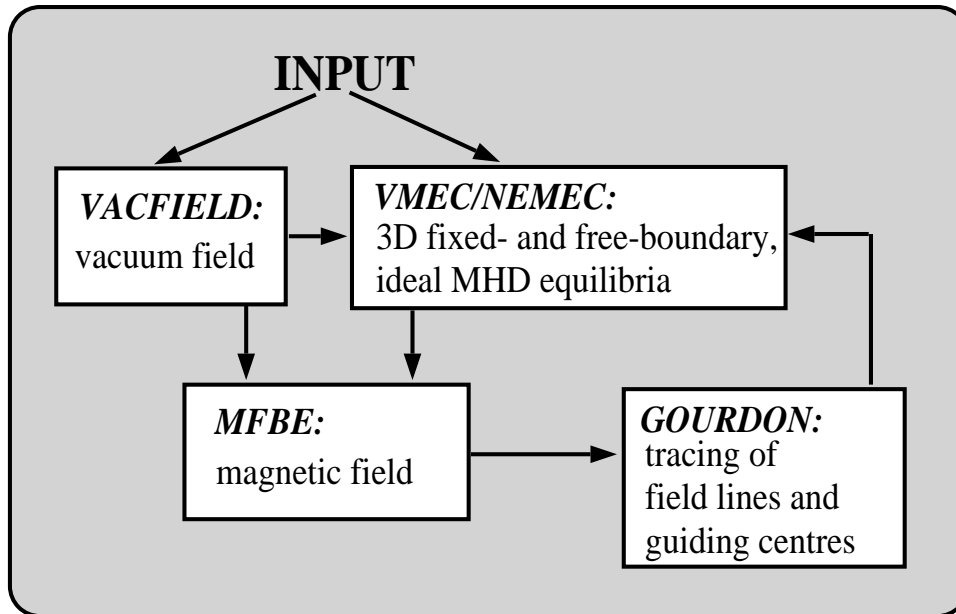 INPUT
VACFIELD:
vacuum field
VMEC/NEMEC:
3D fixed- and free-boundary,
ideal MHD equilibria
MFBE:
magnetic field
GOURDON:
tracing of
field lines and
guiding centres